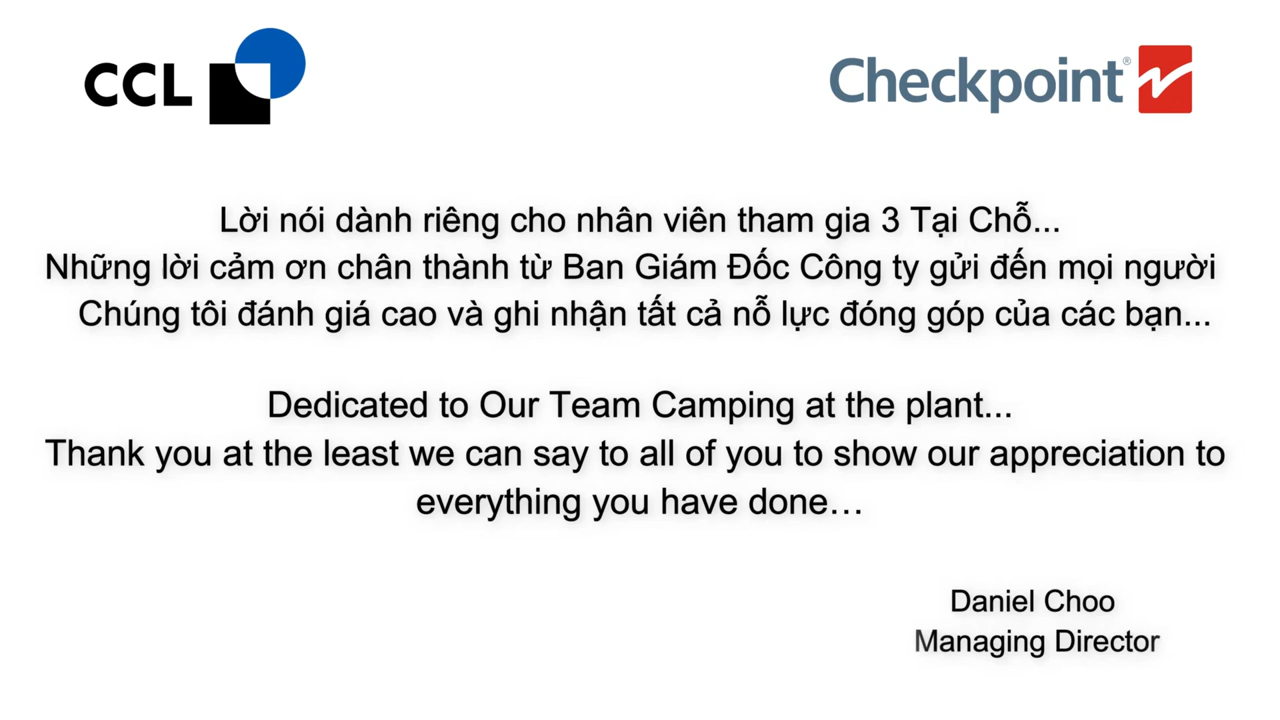 CCL
Checkpoint®
Lời nói dành riêng cho nhân viên tham gia 3 Tại Chỗ...
Những lời cảm ơn chân thành từ Ban Giám Đốc Công ty gửi đến mọi người
Chúng tôi đánh giá cao và ghi nhận tất cả nỗ lực đóng góp của các bạn...
Dedicated to Our Team Camping at the plant...
Thank you at the least we can say to all of you to show our appreciation to
everything you have done…
Daniel Choo
Managing Director